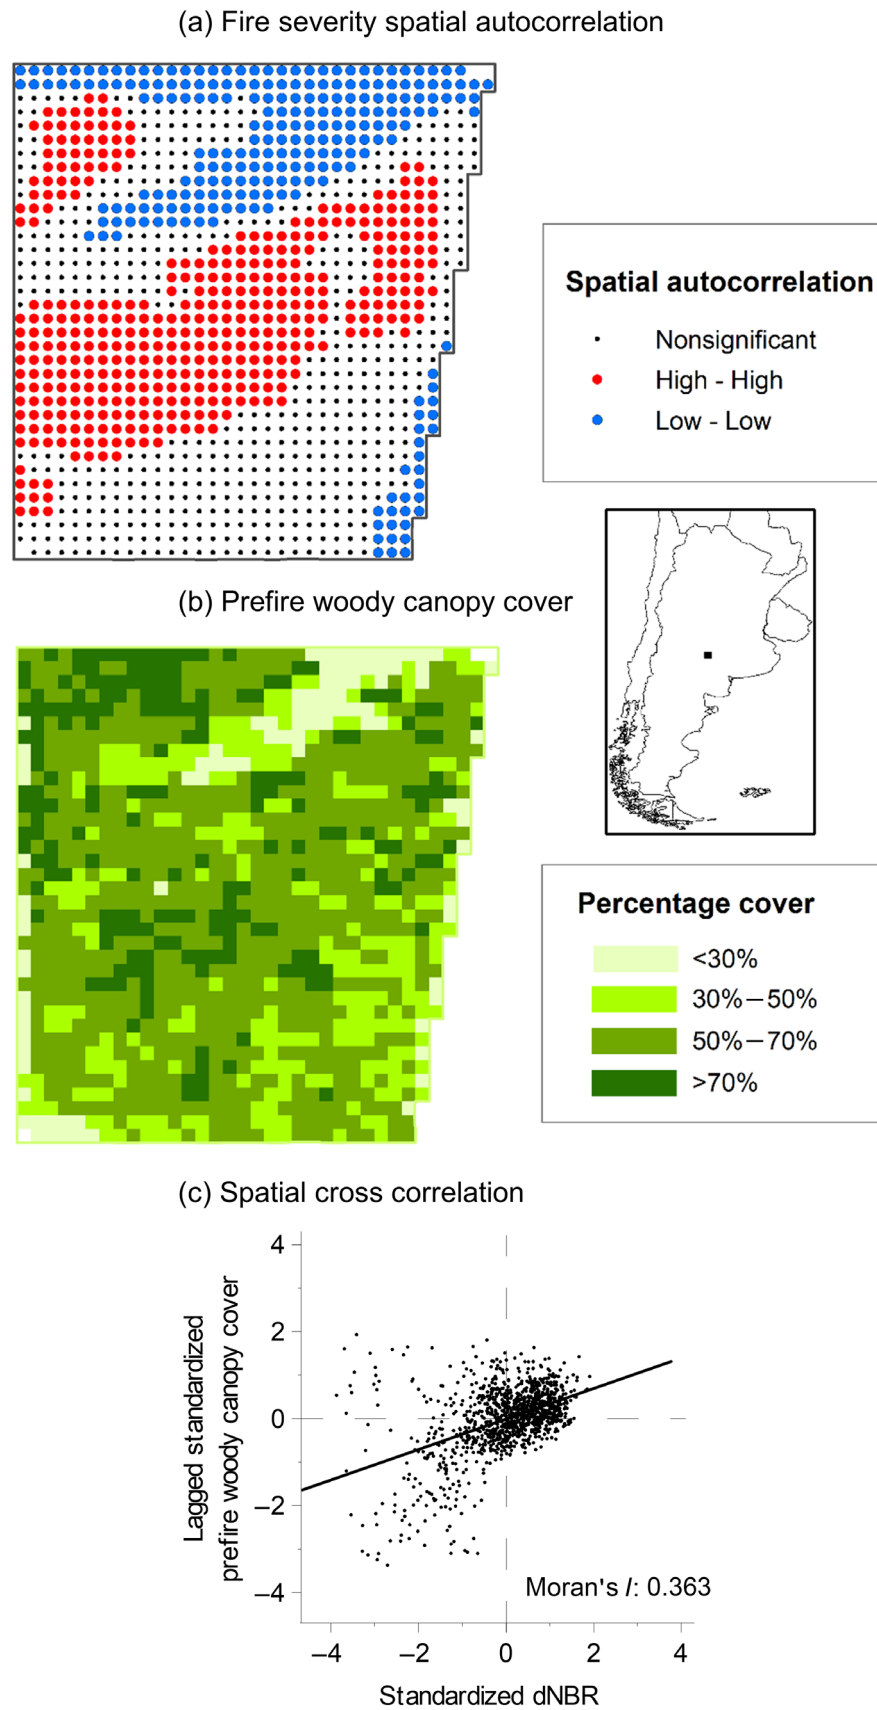 (a) Fire severity spatial autocorrelation
Spatial autocorrelation
Nonsignificant
High - High
Low - Low
(b) Prefire woody canopy cover
Percentage cover
<30%
30%–50%
50%–70%
>70%
(c) Spatial cross correlation
Lagged standardized
prefire woody canopy cover
4
2
0
–2
–4
Moran's I: 0.363
–4 –2 0 2 4
Standardized dNBR